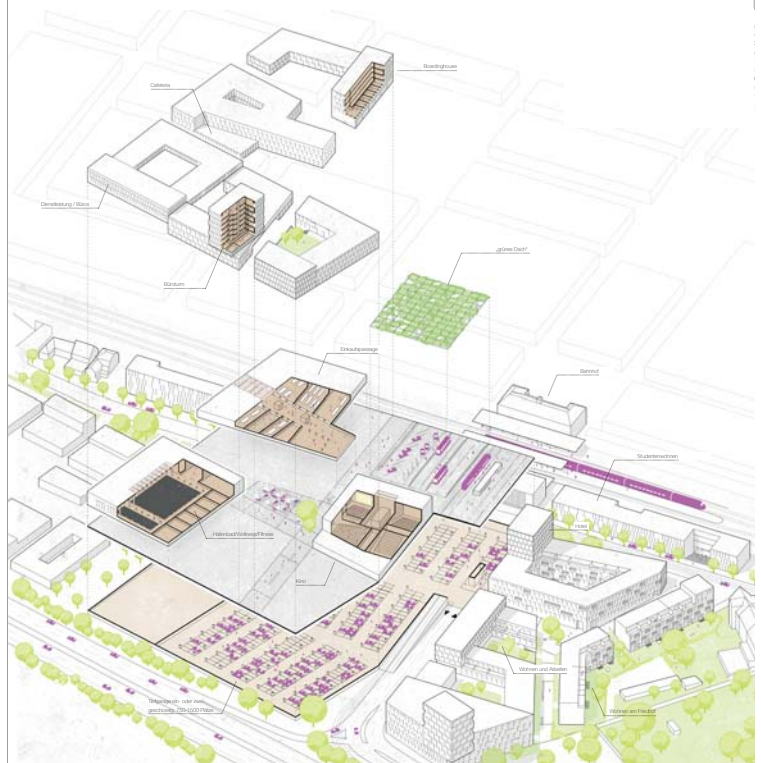 Boardinghouse
Cafeteria
Dienstleistung / Büros
Büroturm
„grünes Dach“
Einkaufspassage
Bahnhof
Studentenwohnen
Hotel
Hallenbad/Wellness/Fitness
Kino
Wohnen und Arbeiten
Wohnen am Friedhof
Tiefgarage ein- oder zwei-
geschossig: 750-1500 Plätze